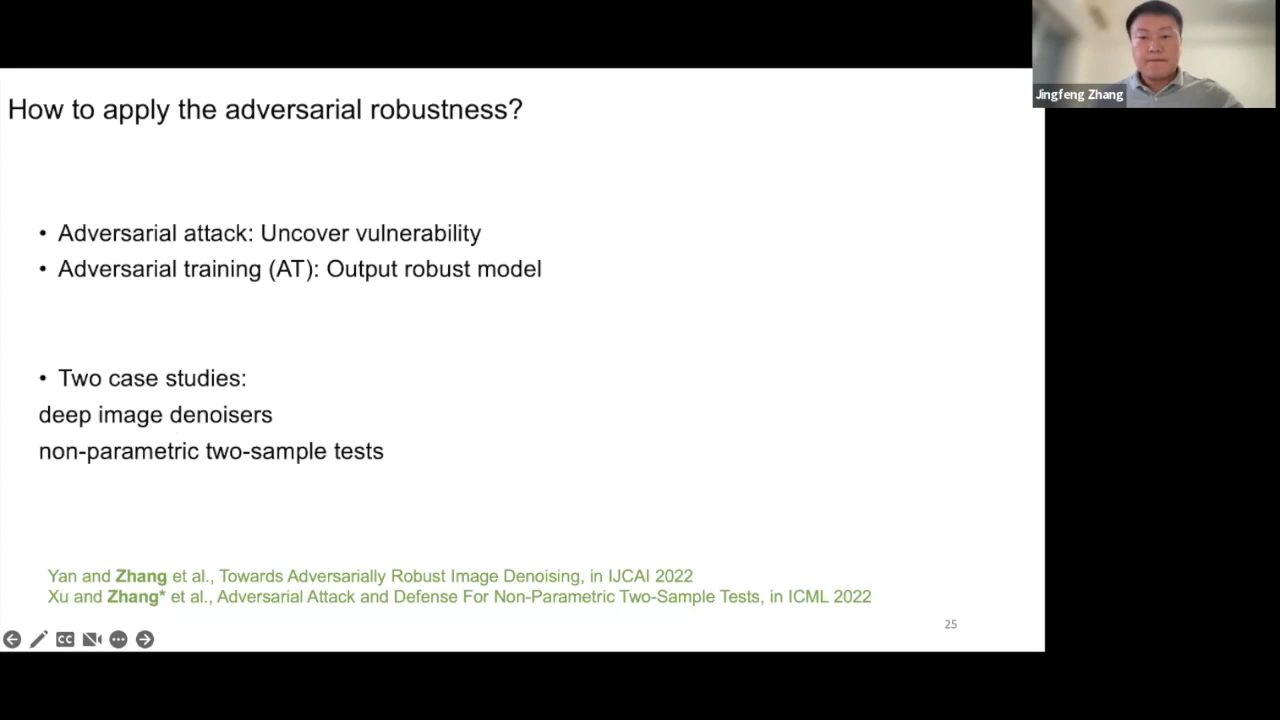 How to apply the adversarial robustness?
• Adversarial attack: Uncover vulnerability
• Adversarial training (AT): Output robust model
• Two case studies:
deep image denoisers
non-parametric two-sample tests
Yan and Zhang et al., Towards Adversarially Robust Image Denoising, in IJCAI 2022
Xu and Zhang* et al., Adversarial Attack and Defense For Non-Parametric Two-Sample Tests, in ICML 2022
25
CC
Jingfeng Zhang